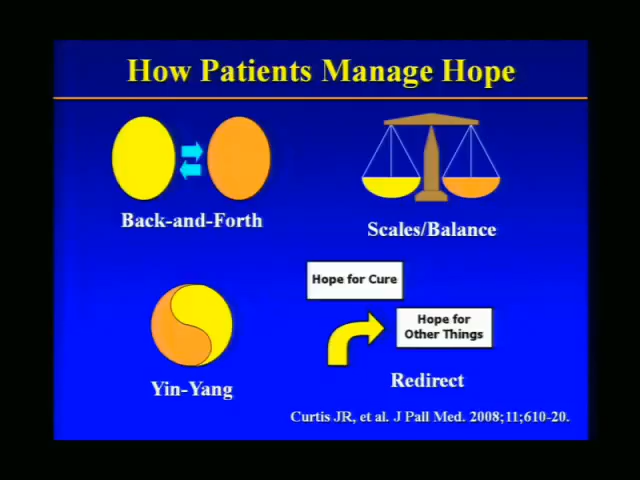 How Patients Manage Hope
Back-and-Forth
Scales/Balance
Hope for Cure
Hope for
Other Things
Yin-Yang
Redirect
Curtis JR, et al. J Pall Med. 2008;11;610-20.